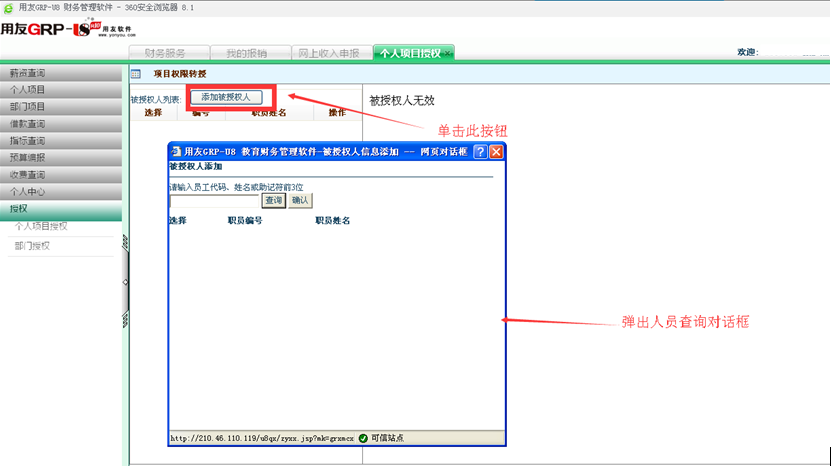 用友GRP-U8 财务管理软件 - 360安全浏览器 8.1
用友GRP-U8 用友软件
www.yonyou.com
财务服务 我的报销 网上收入申报 个人项目授权
欢迎:
薪资查询
个人项目
部门项目
借款查询
指标查询
预算编报
收费查询
个人中心
授权
个人项目授权
部门授权
项目权限转授
被授权人列表: 添加被授权人
选择 编号 职员姓名 操作
被授权人无效
单击此按钮
用友GRP-U8 教育财务管理软件--被授权人信息添加 -- 网页对话框
被授权人添加
请输入员工代码、姓名或助记符前3位
查询 确认
选择 职员编号 职员姓名
弹出人员查询对话框
http://210.46.110.119/u8qx/zyxx.jsp?mk=grxmcx 可信站点